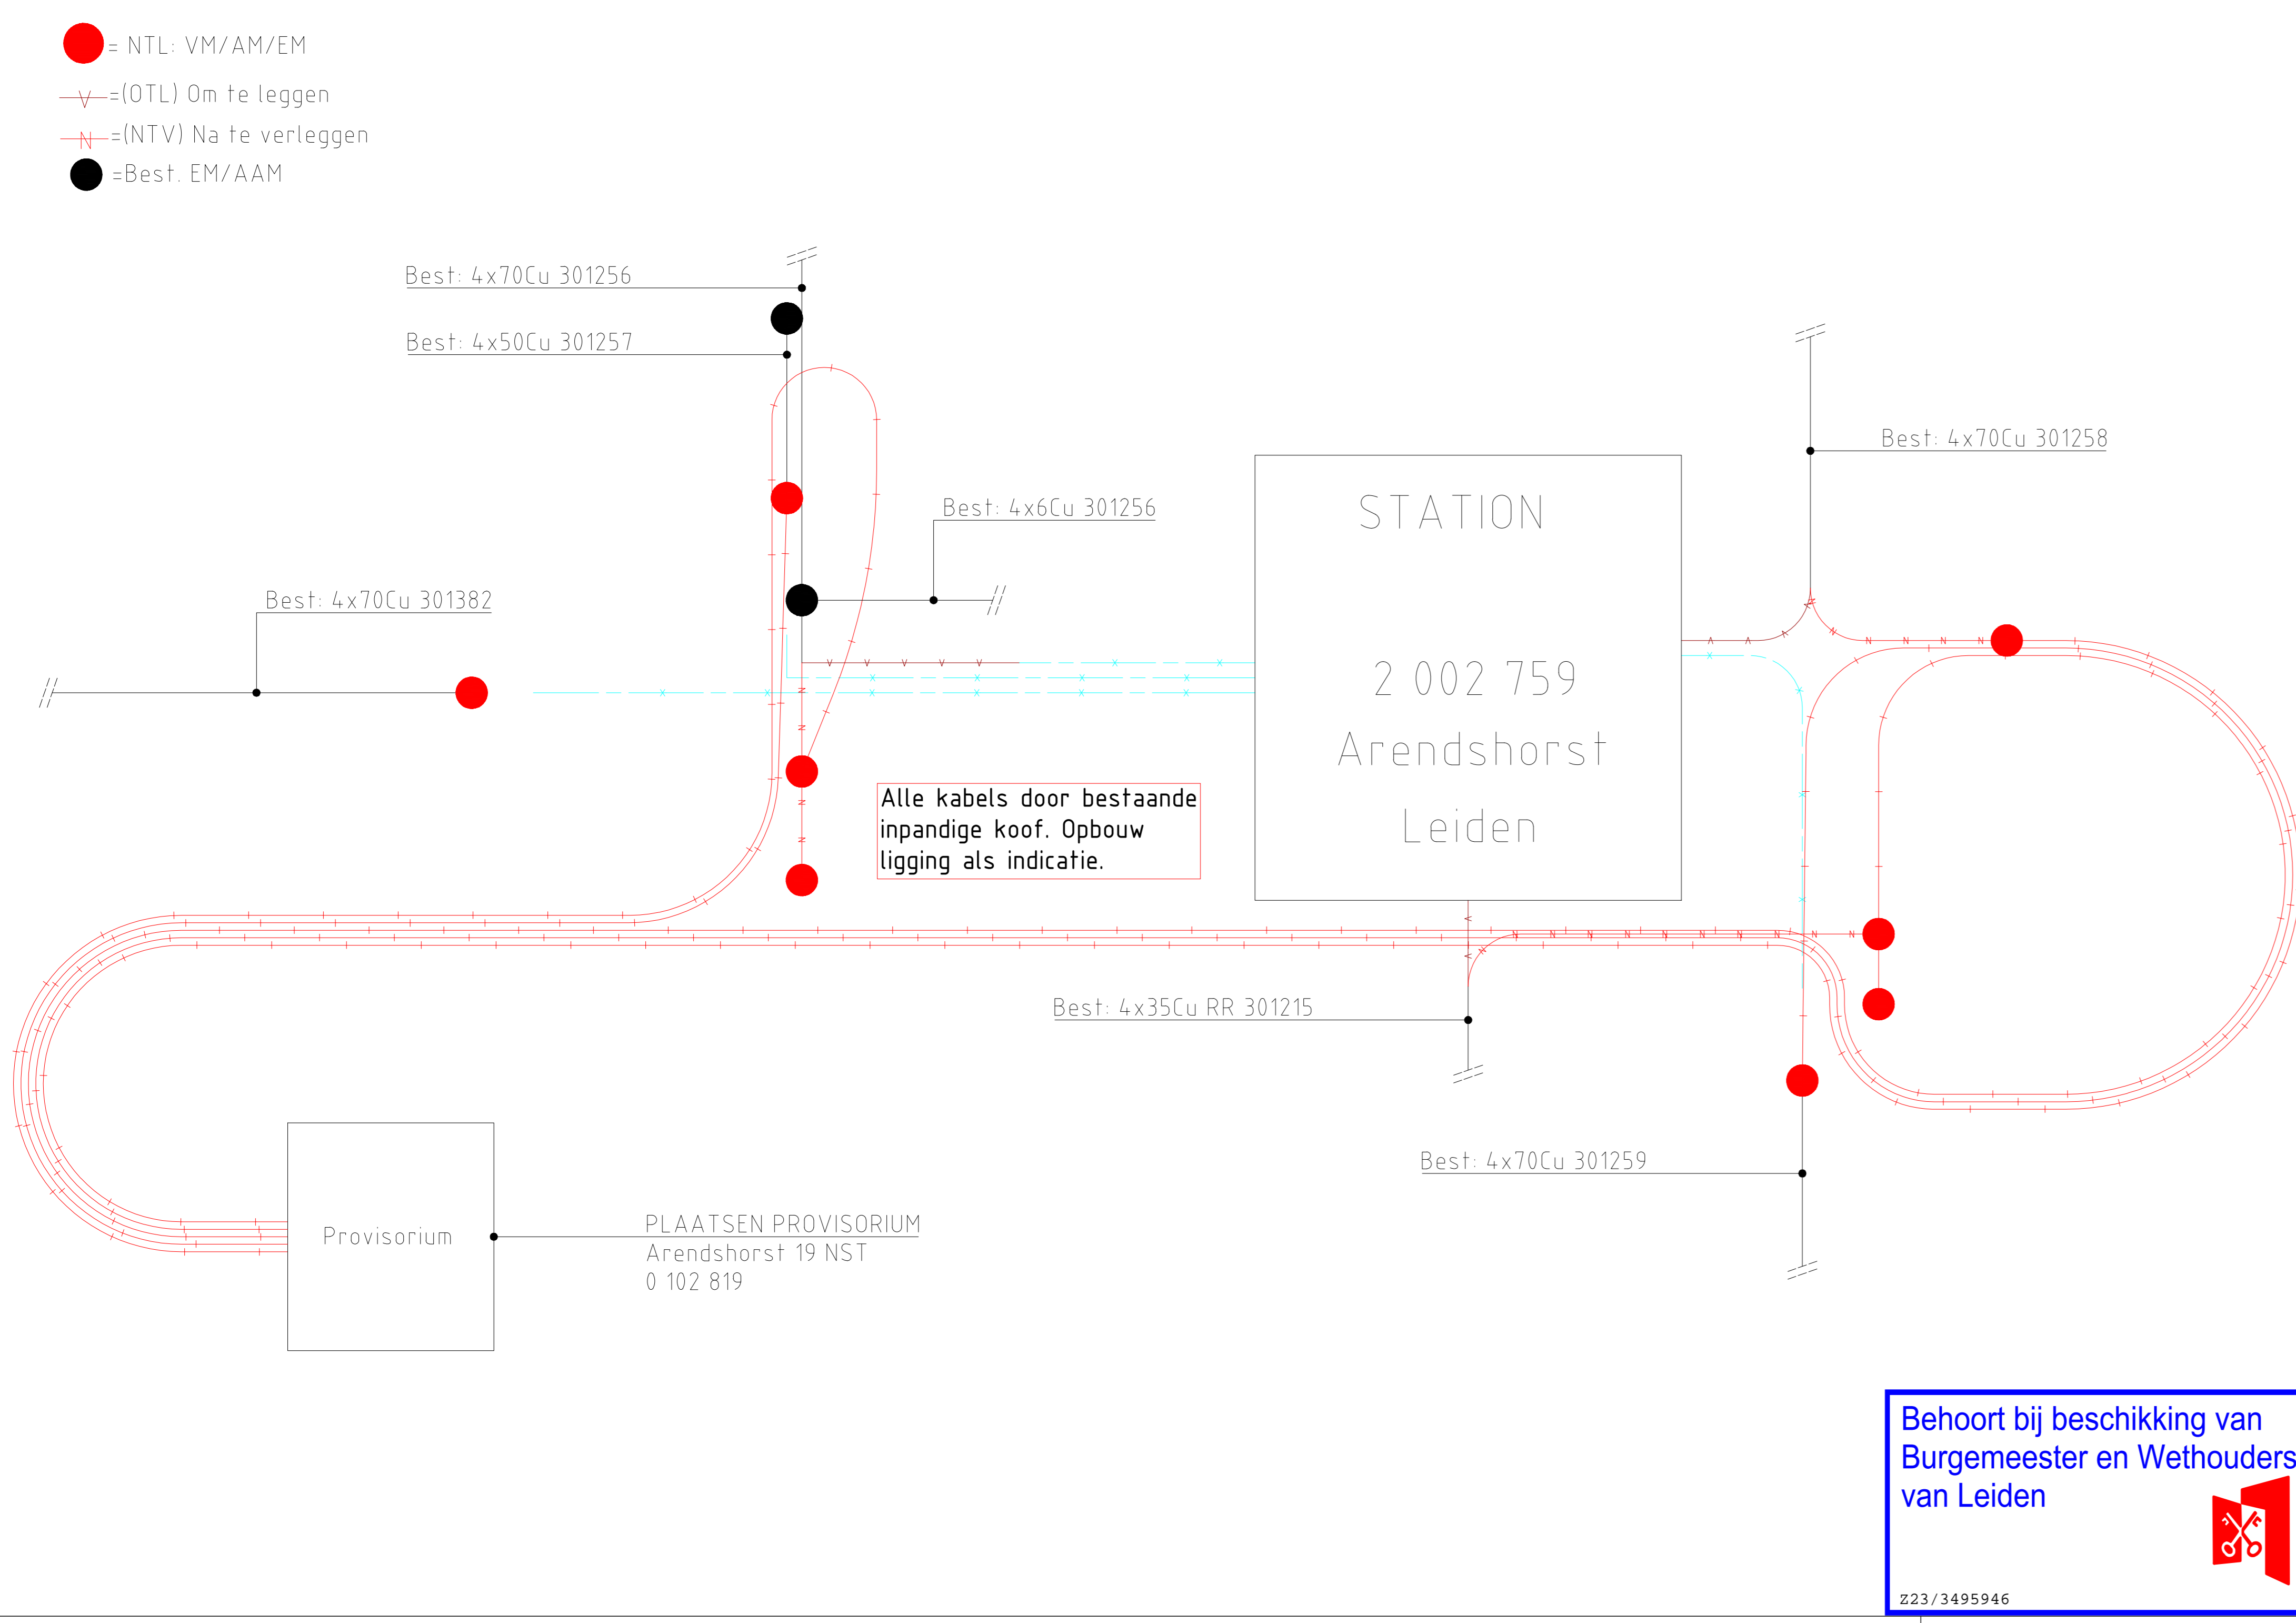 = NTL: VM/AM/EM
V =(OTL) Om te leggen
N =(NTV) Na te verleggen
=Best. EM/AAM
Best: 4x70Cu 301256
Best: 4x50Cu 301257
Best: 4x70Cu 301258
Best: 4x6Cu 301256
Best: 4x70Cu 301382
STATION
2 002 759
Arendshorst
Leiden
Alle kabels door bestaande
inpandige koof. Opbouw
ligging als indicatie.
Best: 4x35Cu RR 301215
Best: 4x70Cu 301259
Provisorium
PLAATSEN PROVISORIUM
Arendshorst 19 NST
0 102 819
Behoort bij beschikking van
Burgemeester en Wethouders
van Leiden
Z23/3495946